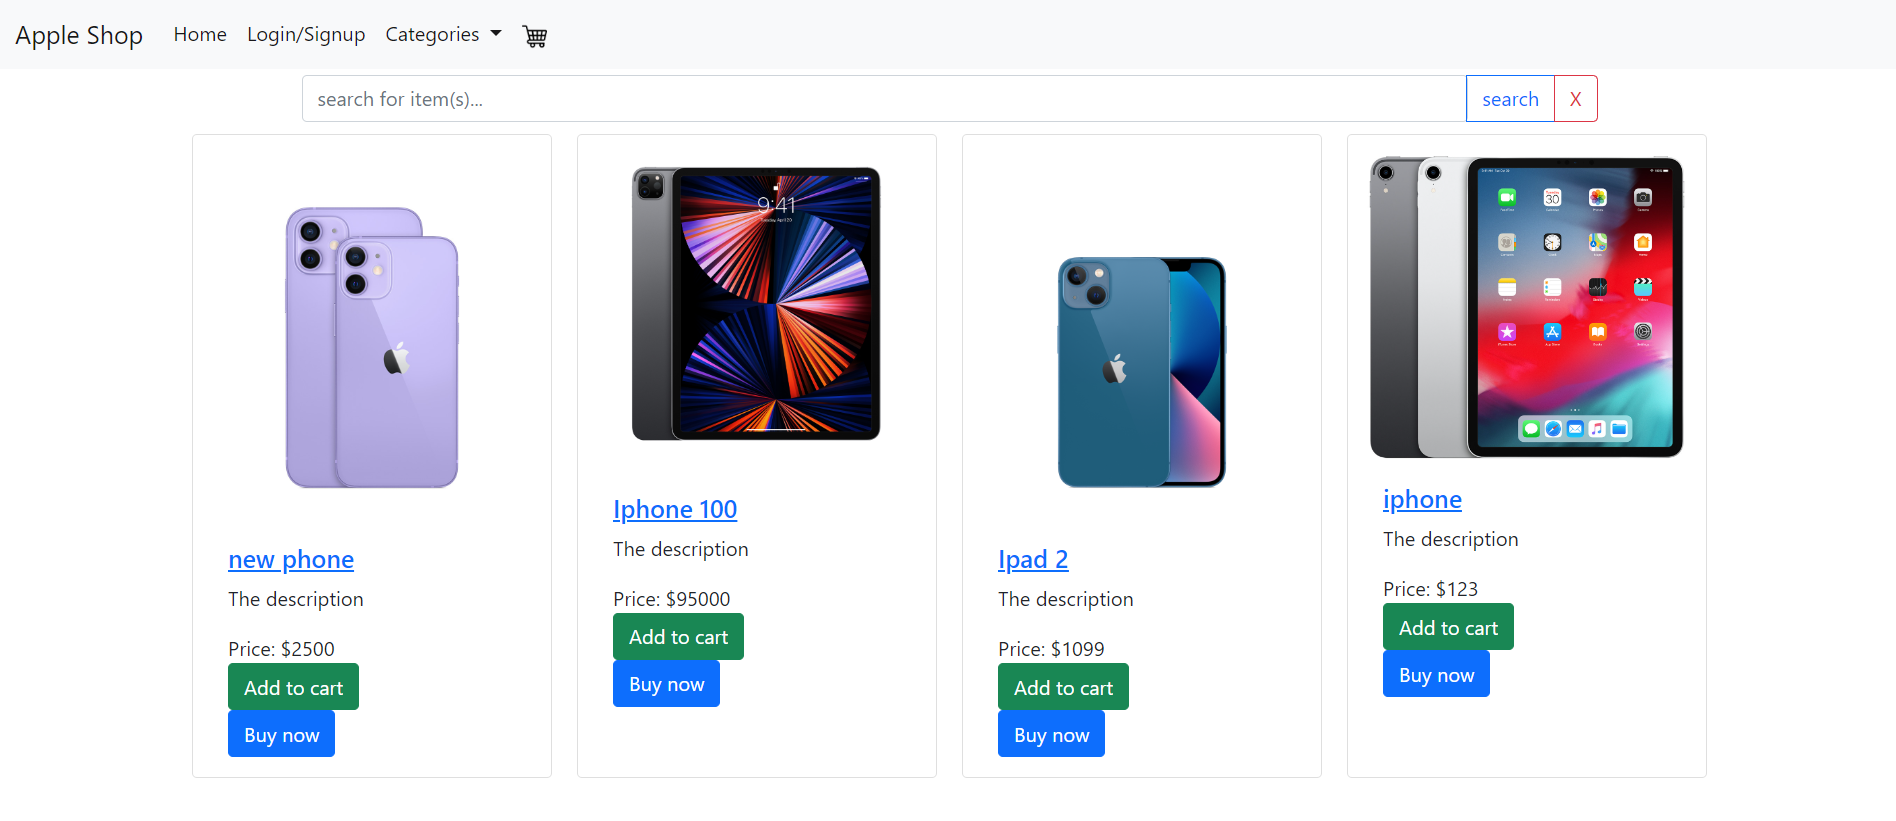 Apple Shop Home Login/Signup Categories
search for item(s)... search X
9:41
new phone
The description
Price: $2500
Add to cart
Buy now
Iphone 100
The description
Price: $95000
Add to cart
Buy now
Ipad 2
The description
Price: $1099
Add to cart
Buy now
30
iphone
The description
Price: $123
Add to cart
Buy now